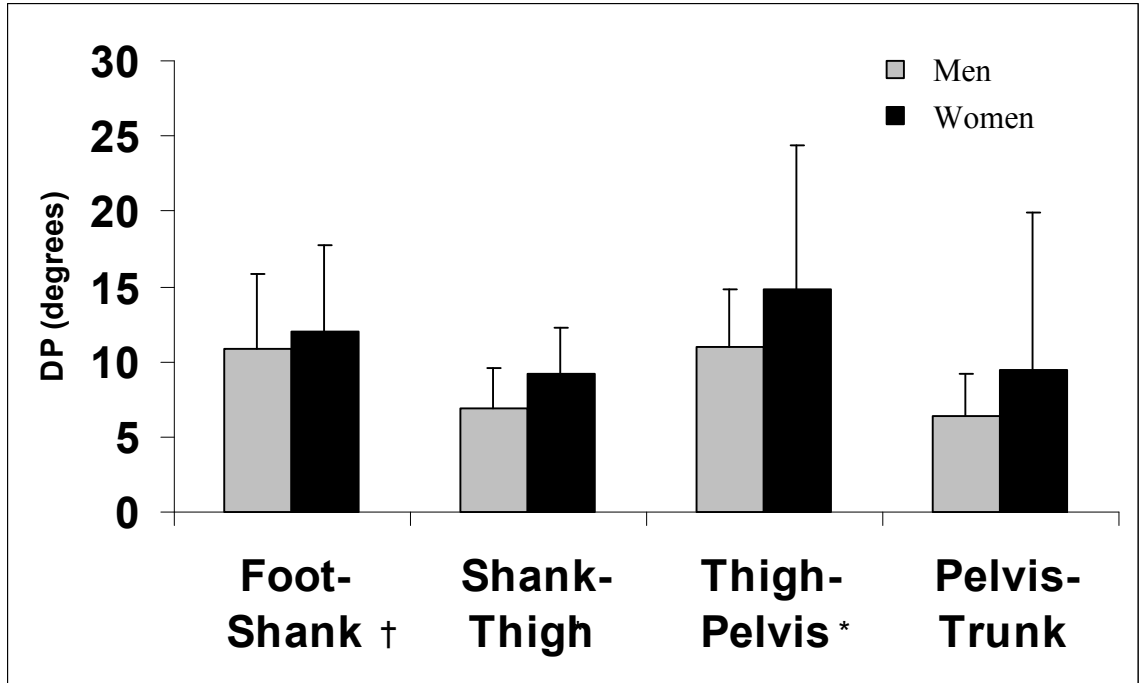 30
25
20
15
10
5
0
DP (degrees)
Men
Women
Foot-
Shank †
Shank-
Thigh
Thigh-
Pelvis *
Pelvis-
Trunk